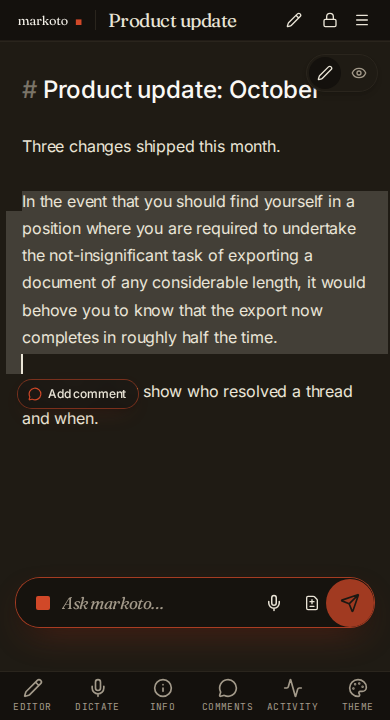 markoto
Product update
# Product update: October
Three changes shipped this month.
In the event that you should find yourself in a
position where you are required to undertake
the not-insignificant task of exporting a
document of any considerable length, it would
behove you to know that the export now
completes in roughly half the time.
Add comment
show who resolved a thread
and when.
Ask markoto...
EDITOR
DICTATE
INFO
COMMENTS
ACTIVITY
THEME